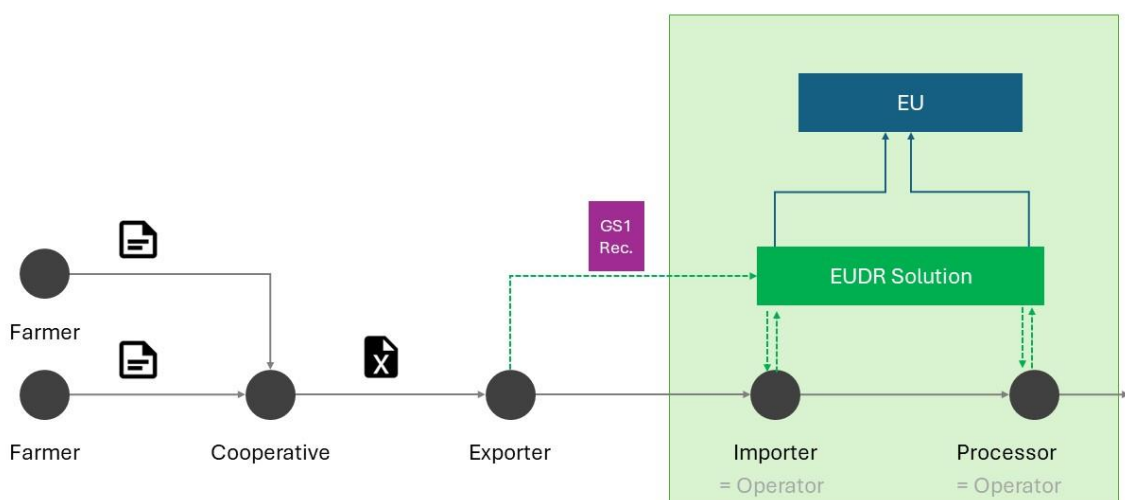 EU
GS1
Rec.
EUDR Solution
Farmer
X
Farmer
Cooperative
Exporter
Importer
Processor
= Operator
= Operator